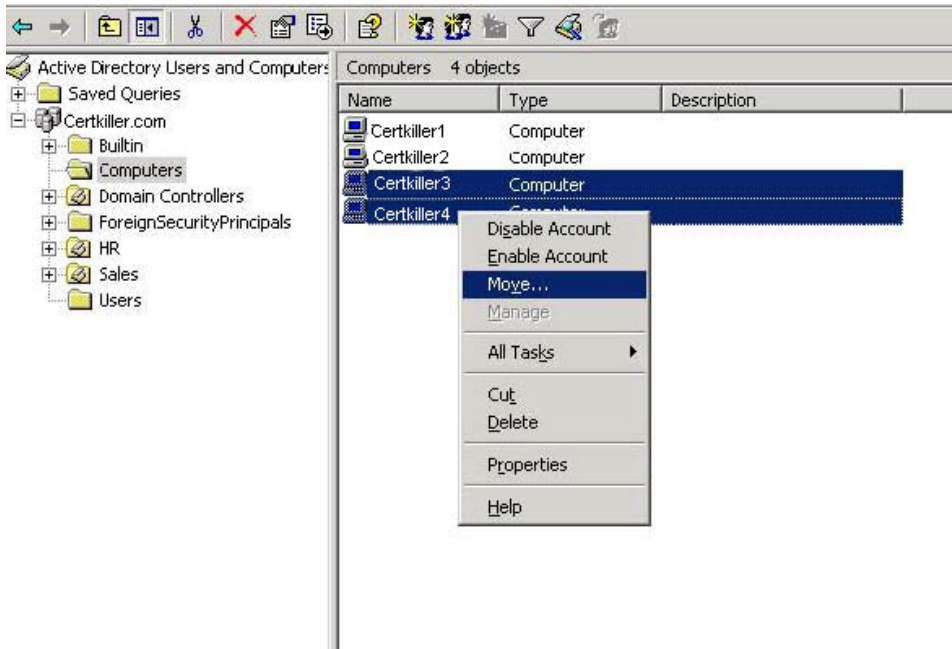 Active Directory Users and Computers
Computers 4 objects
Saved Queries
Certkiller.com
Builtin
Computers
Domain Controllers
ForeignSecurityPrincipals
HR
Sales
Users
Name Type Description
Certkiller1 Computer
Certkiller2 Computer
Certkiller3 Computer
Certkiller4 Computer
Disable Account
Enable Account
Move...
Manage
All Tasks
Cut
Delete
Properties
Help